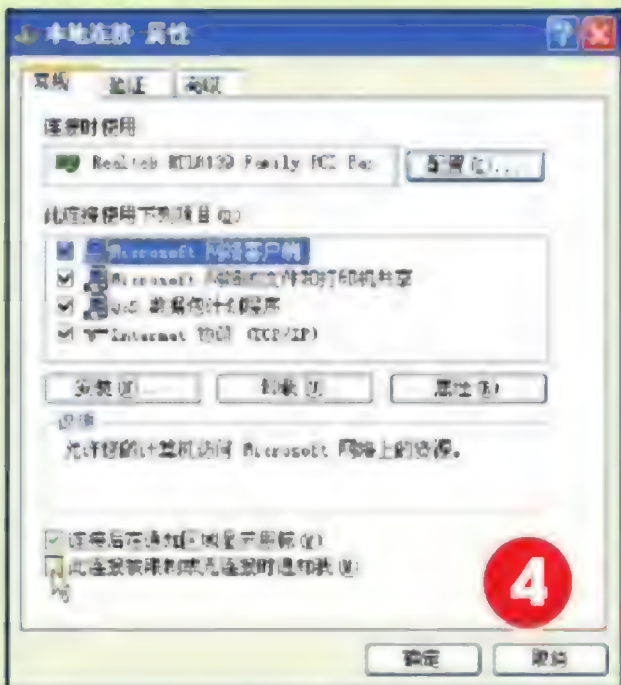 本地连接 属性
常规 验证 高级
连接时使用
Realtek RTL8139 Family PCI Fas 配置(C)...
此连接使用下列项目(O)
Microsoft 网络客户端
Microsoft 网络的文件和打印机共享
QoS 数据包计划程序
Internet 协议 (TCP/IP)
安装(N)... 卸载(U) 属性(R)
说明
允许您的计算机访问 Microsoft 网络上的资源。
连接后在通知区域显示图标(W)
此连接被限制或无连接时通知我(M)
4
确定 取消